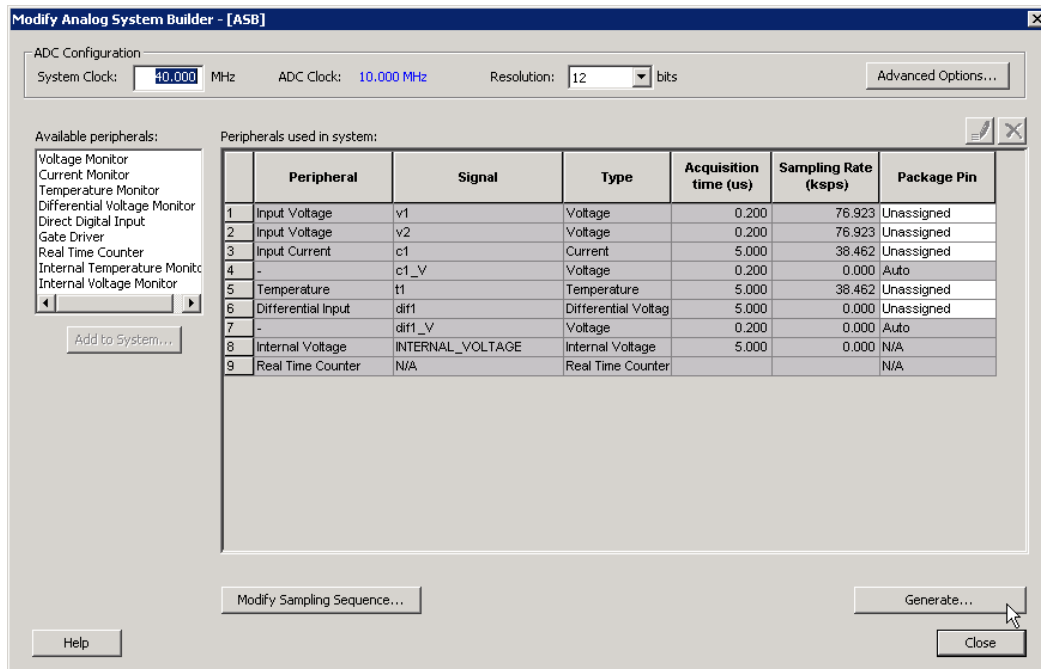 Modify Analog System Builder - [ASB]
ADC Configuration
System Clock: 40.000 MHz ADC Clock: 10.000 MHz Resolution: 12 bits Advanced Options...
Available peripherals:
Voltage Monitor
Current Monitor
Temperature Monitor
Differential Voltage Monitor
Direct Digital Input
Gate Driver
Real Time Counter
Internal Temperature Monitc
Internal Voltage Monitor
Add to System...
Peripherals used in system:
Peripheral Signal Type Acquisition time (us) Sampling Rate (ksps) Package Pin
1 Input Voltage v1 Voltage 0.200 76.923 Unassigned
2 Input Voltage v2 Voltage 0.200 76.923 Unassigned
3 Input Current c1 Current 5.000 38.462 Unassigned
4 - c1_V Voltage 0.200 0.000 Auto
5 Temperature t1 Temperature 5.000 38.462 Unassigned
6 Differential Input dif1 Differential Voltag 5.000 0.000 Unassigned
7 - dif1_V Voltage 0.200 0.000 Auto
8 Internal Voltage INTERNAL_VOLTAGE Internal Voltage 5.000 0.000 N/A
9 Real Time Counter N/A Real Time Counter N/A
Modify Sampling Sequence... Generate...
Help Close